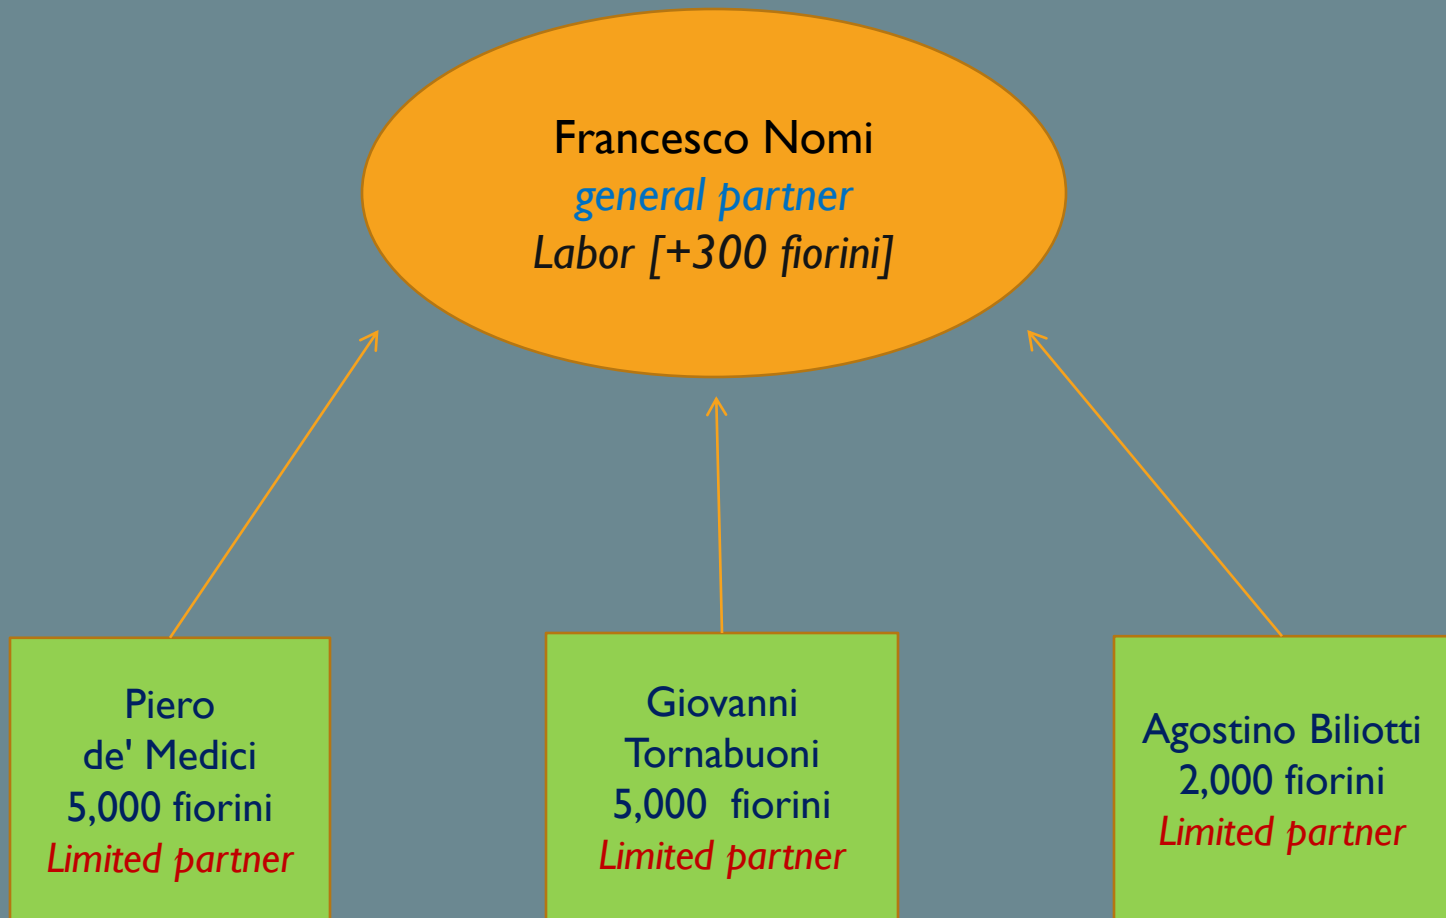 Francesco Nomi
general partner
Labor [+300 fiorini]
Piero
de' Medici
5,000 fiorini
Limited partner
Giovanni
Tornabuoni
5,000 fiorini
Limited partner
Agostino Biliotti
2,000 fiorini
Limited partner